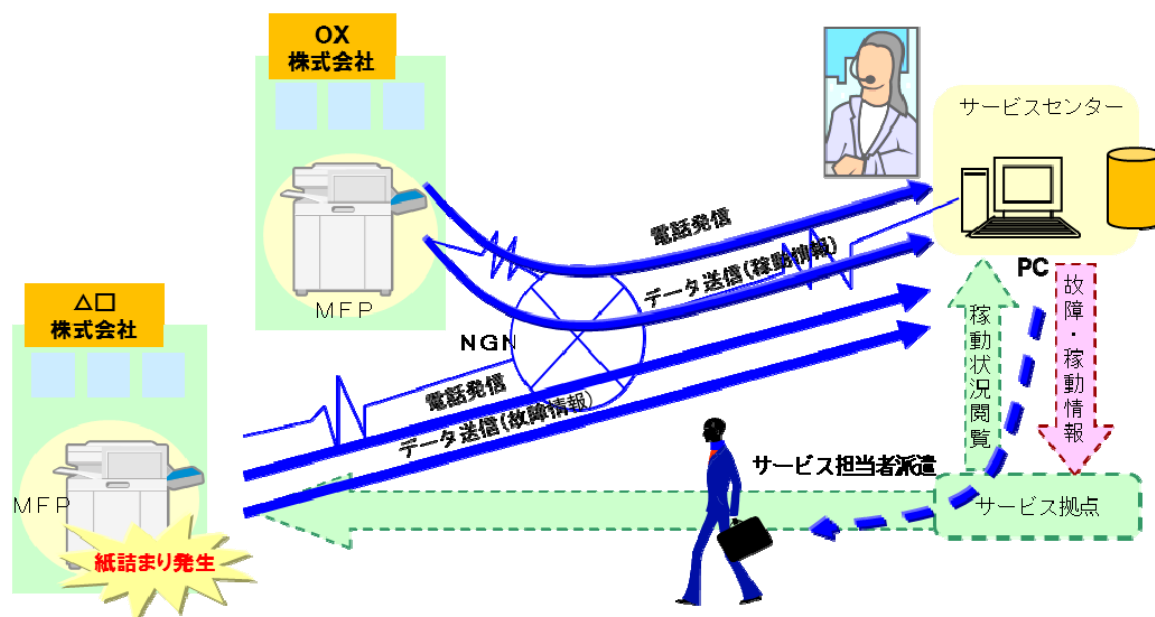 OX
株式会社
MFP
サービスセンター
PC
電話発信
データ送信(稼動情報)
NGN
△□
株式会社
MFP
紙詰まり発生
電話発信
データ送信(故障情報)
サービス担当者派遣
稼動状況閲覧
故障・稼動情報
サービス拠点